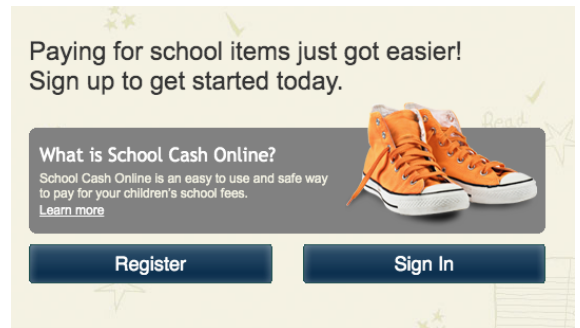 Paying for school items just got easier!
Sign up to get started today.
Read
What is School Cash Online?
School Cash Online is an easy to use and safe way
to pay for your children's school fees.
Learn more
Register
Sign In